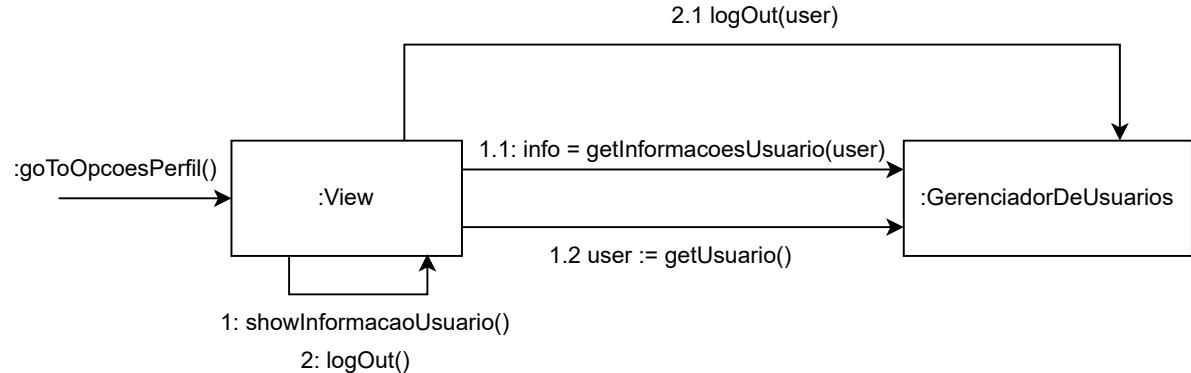 2.1 logOut(user)
:goToOpcoesPerfil()
1.1: info = getInformacoesUsuario(user)
:View
:GerenciadorDeUsuarios
1.2 user := getUsuario()
1: showInformacaoUsuario()
2: logOut()